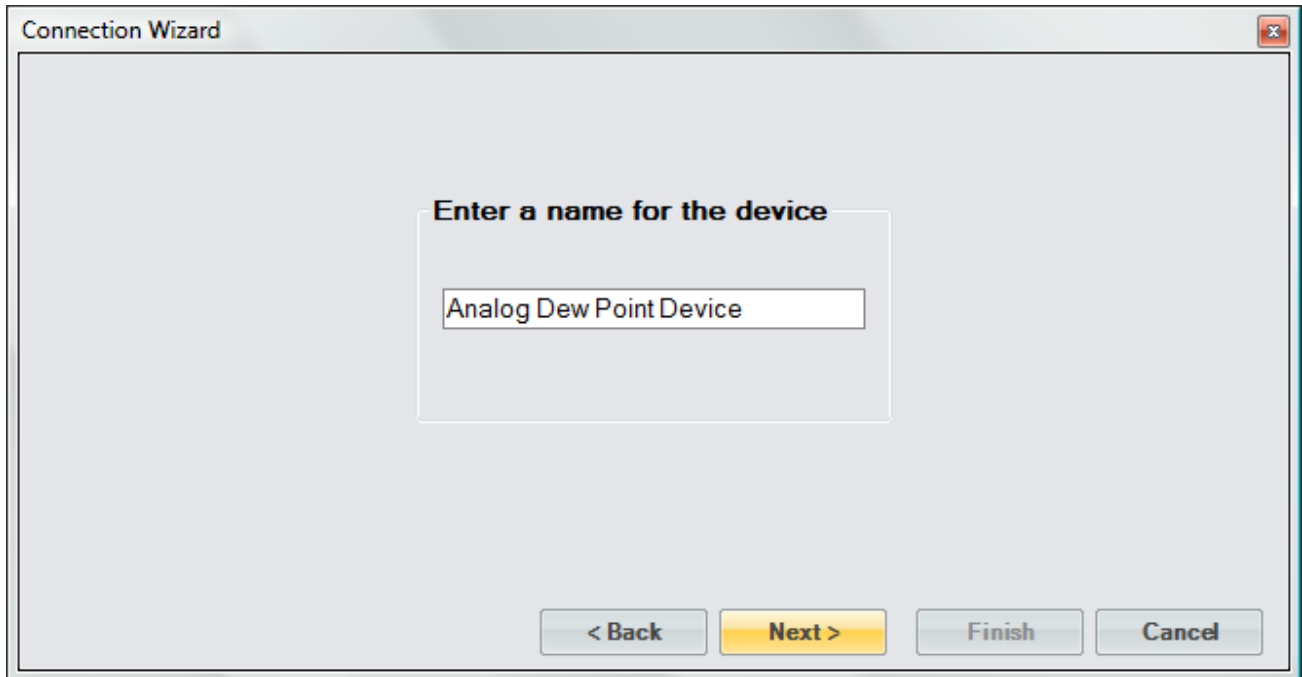 Connection Wizard
Enter a name for the device
Analog Dew Point Device
< Back Next > Finish Cancel